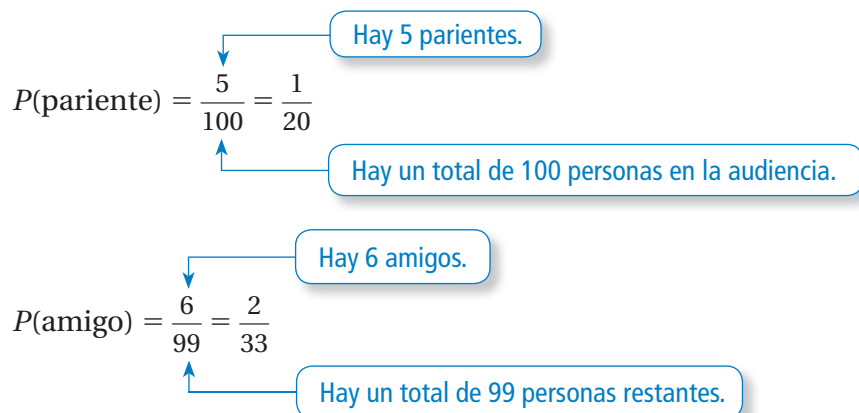 Hay 5 parientes.
P(pariente) = 5/100 = 1/20
Hay un total de 100 personas en la audiencia.
Hay 6 amigos.
P(amigo) = 6/99 = 2/33
Hay un total de 99 personas restantes.